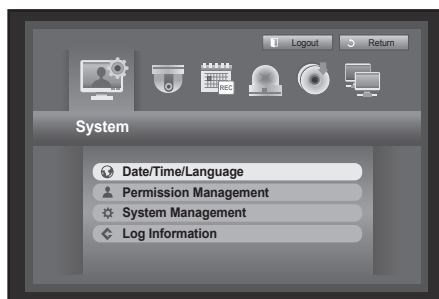 Logout Return
REC
System
Date/Time/Language
Permission Management
System Management
Log Information